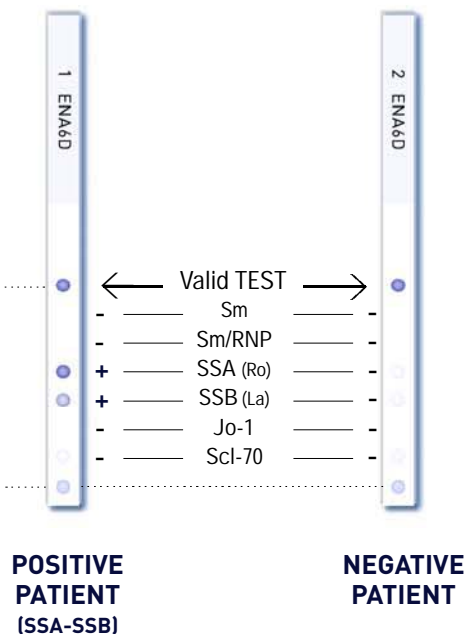 1 ENA6D
2 ENA6D
Valid TEST
- Sm -
- Sm/RNP -
+ SSA (Ro) -
+ SSB (La) -
- Jo-1 -
- Scl-70 -
POSITIVE
PATIENT
(SSA-SSB)
NEGATIVE
PATIENT